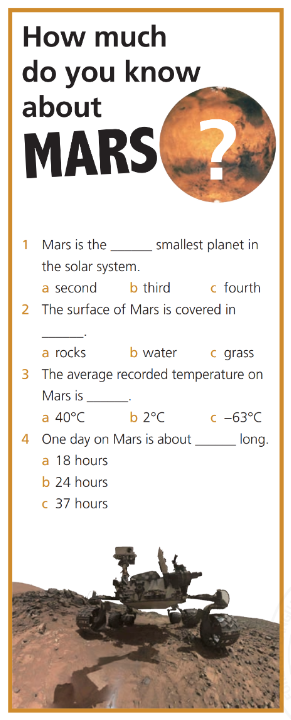 How much
do you know
about
MARS ?
1 Mars is the ______ smallest planet in
the solar system.
a second b third c fourth
2 The surface of Mars is covered in
______.
a rocks b water c grass
3 The average recorded temperature on
Mars is ______.
a 40°C b 2°C c –63°C
4 One day on Mars is about ______ long.
a 18 hours
b 24 hours
c 37 hours